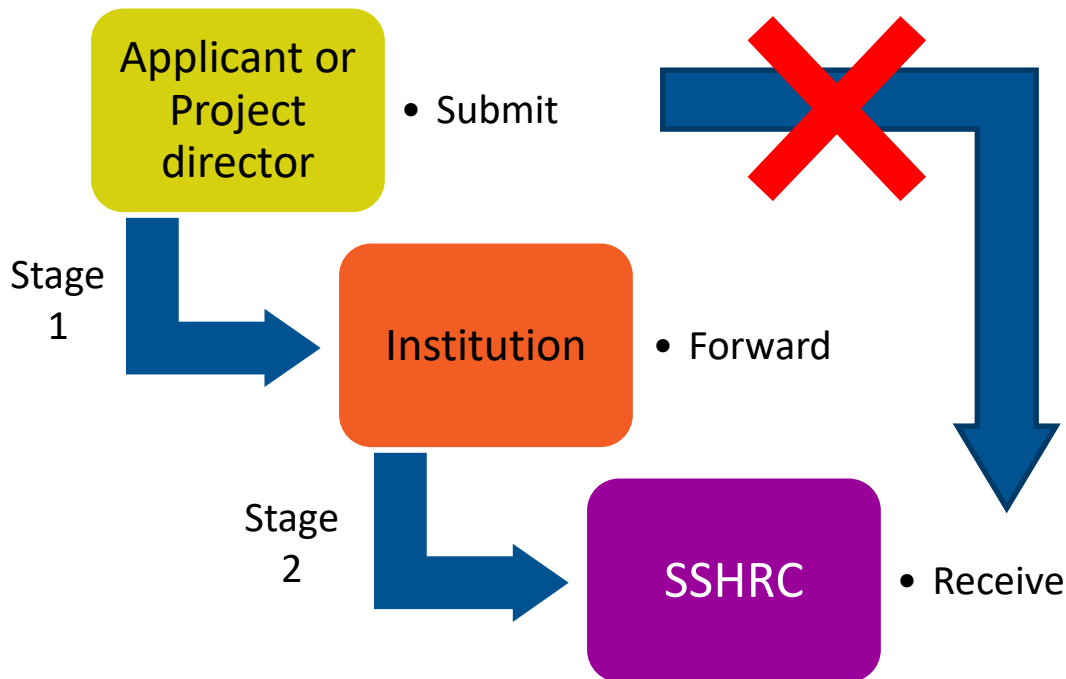 Applicant or
Project
director
• Submit
Stage
1
Institution
• Forward
Stage
2
SSHRC
• Receive